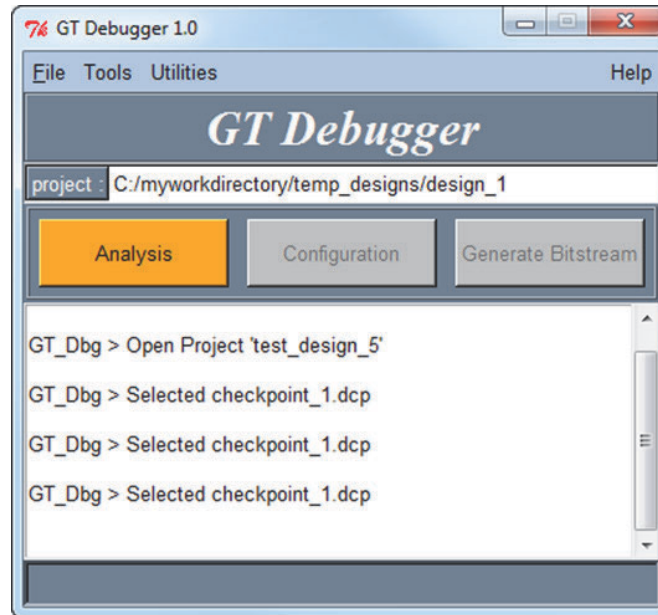 GT Debugger 1.0
File Tools Utilities Help
GT Debugger
project : C:/myworkdirectory/temp_designs/design_1
Analysis Configuration Generate Bitstream
GT_Dbg > Open Project 'test_design_5'
GT_Dbg > Selected checkpoint_1.dcp
GT_Dbg > Selected checkpoint_1.dcp
GT_Dbg > Selected checkpoint_1.dcp